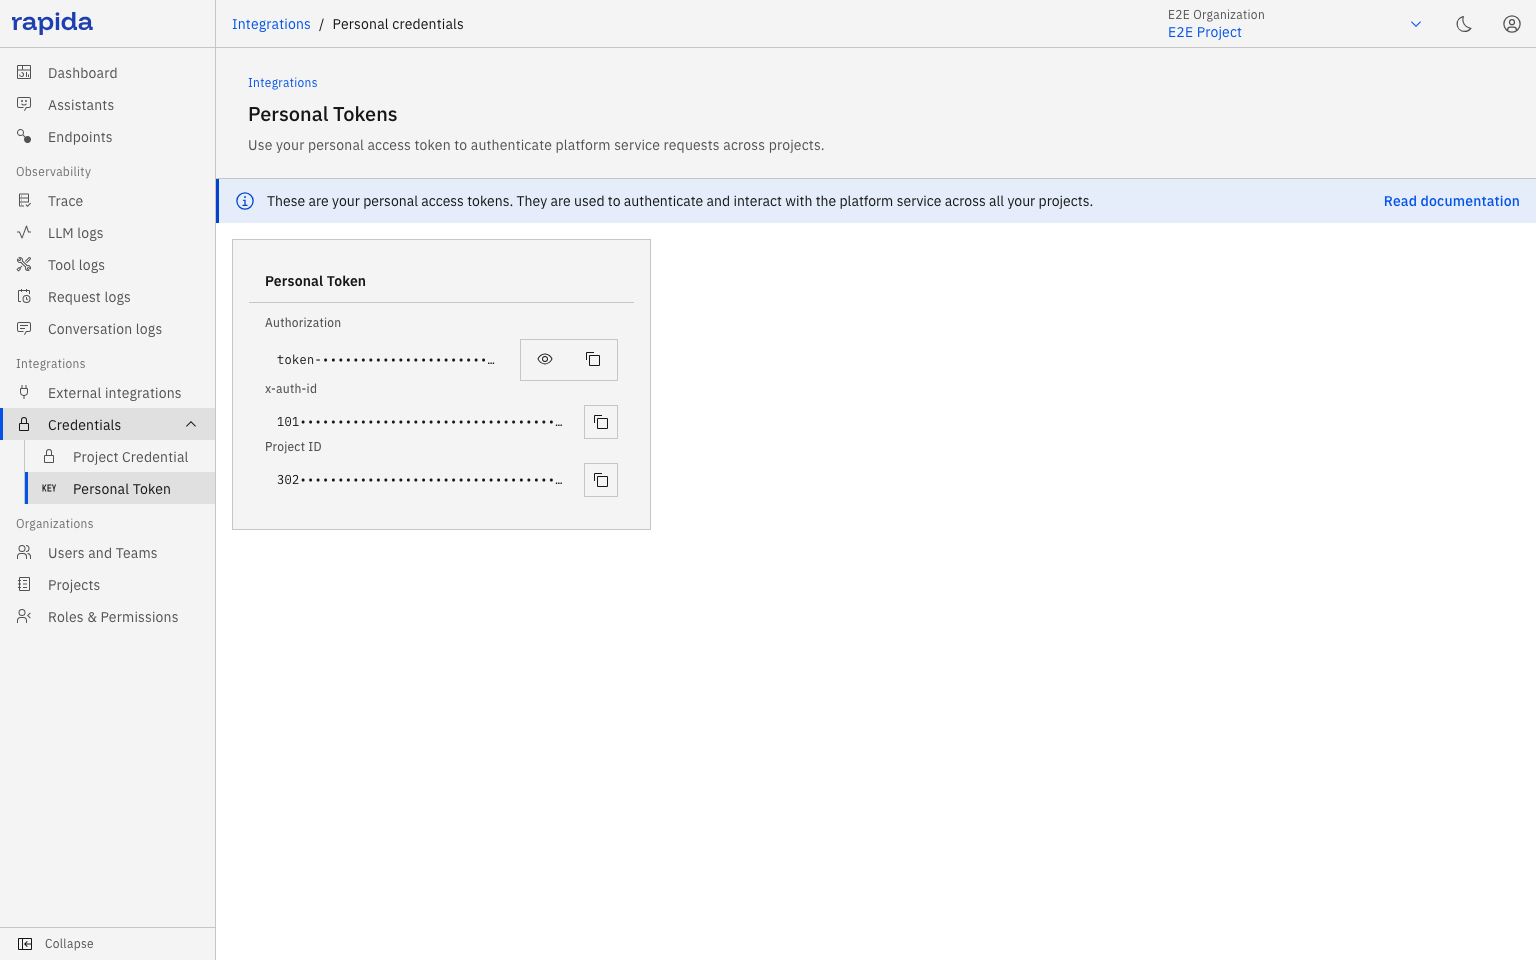 rapida
Integrations / Personal credentials
E2E Organization
E2E Project
Dashboard
Assistants
Endpoints
Observability
Trace
LLM logs
Tool logs
Request logs
Conversation logs
Integrations
External integrations
Credentials
Project Credential
KEY Personal Token
Organizations
Users and Teams
Projects
Roles & Permissions
Collapse
Integrations
Personal Tokens
Use your personal access token to authenticate platform service requests across projects.
These are your personal access tokens. They are used to authenticate and interact with the platform service across all your projects.
Read documentation
Personal Token
Authorization
token-••••••••••••••••••••••…
x-auth-id
101••••••••••••••••••••••••••••••••••…
Project ID
302••••••••••••••••••••••••••••••••••…